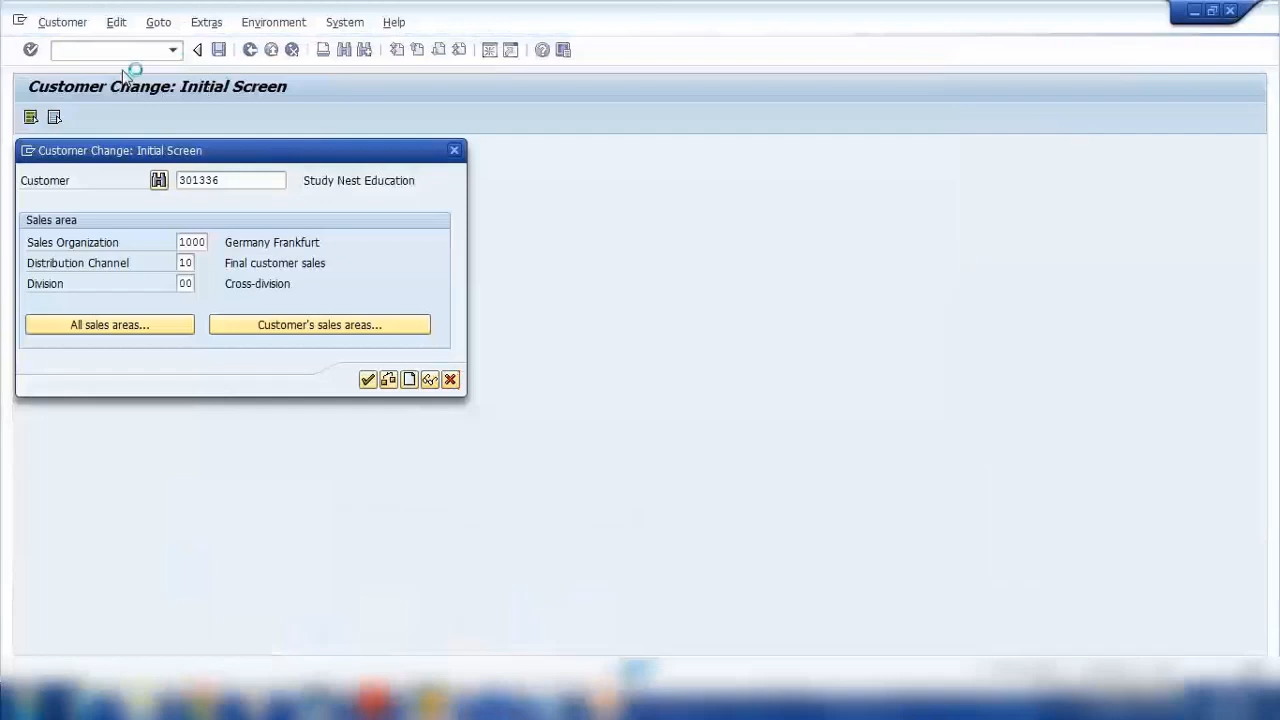 Customer Edit Goto Extras Environment System Help
Customer Change: Initial Screen
Customer Change: Initial Screen
Customer 301336 Study Nest Education
Sales area
Sales Organization 1000 Germany Frankfurt
Distribution Channel 10 Final customer sales
Division 00 Cross-division
All sales areas... Customer's sales areas...